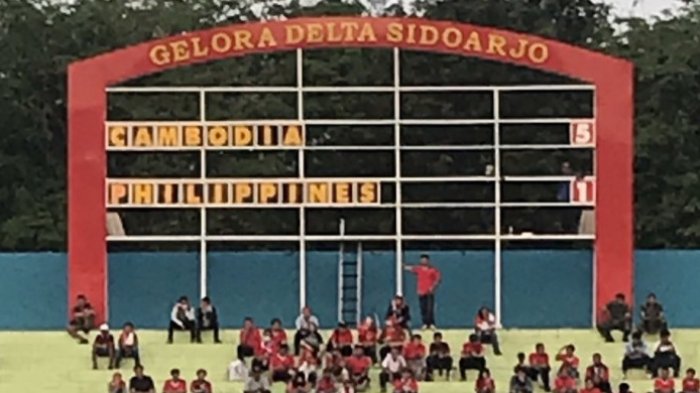 GELORA DELTA SIDOARJO
CAMBODIA 5
PHILIPPINES 1